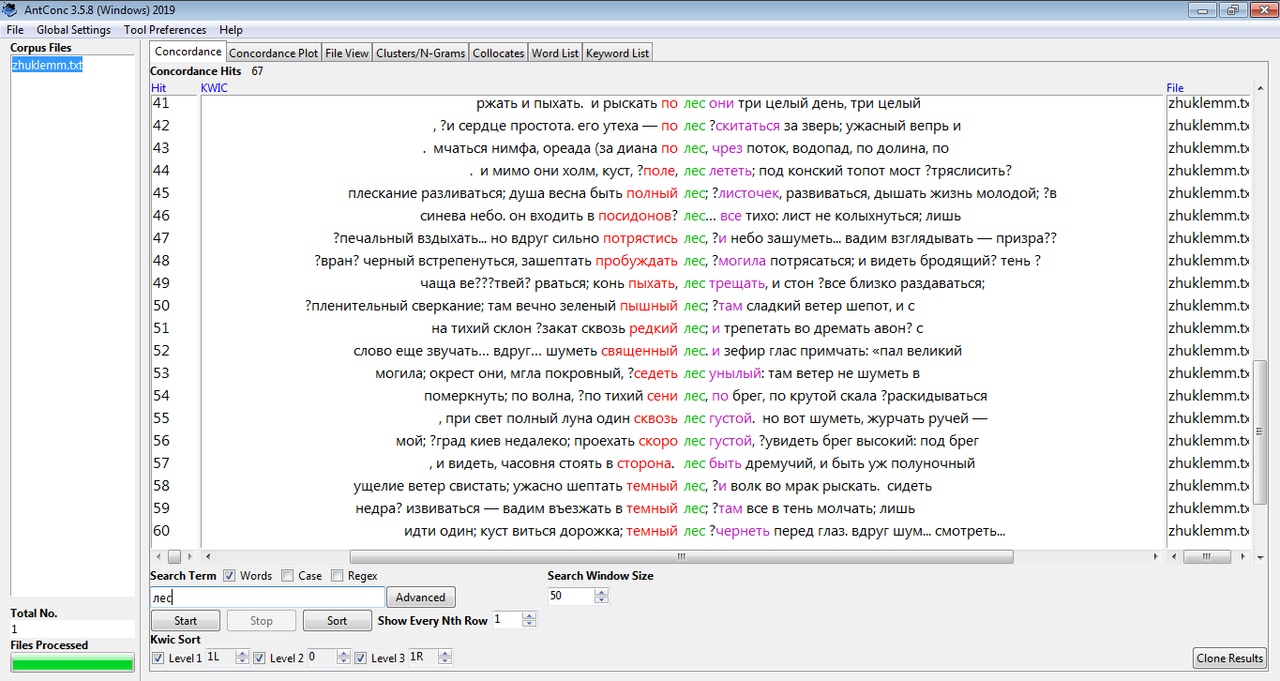 AntConc 3.5.8 (Windows) 2019
File Global Settings Tool Preferences Help
Corpus Files
zhuklemm.txt
Concordance Concordance Plot File View Clusters/N-Grams Collocates Word List Keyword List
Concordance Hits 67
Hit KWIC File
41 ржать и пыхать. и рыскать по лес они три целый день, три целый zhuklemm.tx
42 , ?и сердце простота. его утеха — по лес ?скитаться за зверь; ужасный вепрь и zhuklemm.tx
43 . мчаться нимфа, ореада (за диана по лес, чрез поток, водопад, по долина, по zhuklemm.tx
44 . и мимо они холм, куст, ?поле, лес лететь; под конский топот мост ?тряслисить? zhuklemm.tx
45 плескание разливаться; душа весна быть полный лес; ?листочек, развиваться, дышать жизнь молодой; ?в zhuklemm.tx
46 синева небо. он входить в посидонов? лес... все тихо: лист не колыхнуться; лишь zhuklemm.tx
47 ?печальный вздыхать... но вдруг сильно потрястись лес, ?и небо зашуметь... вадим взглядывать — призра?? zhuklemm.tx
48 ?вран? черный встрепенуться, зашептать пробуждать лес, ?могила потрясаться; и видеть бродящий? тень ? zhuklemm.tx
49 чаща ве???твей? рваться; конь пыхать, лес трещать, и стон ?все близко раздаваться; zhuklemm.tx
50 ?пленительный сверкание; там вечно зеленый пышный лес; ?там сладкий ветер шепот, и с zhuklemm.tx
51 на тихий склон ?закат сквозь редкий лес; и трепетать во дремать авон? с zhuklemm.tx
52 слово еще звучать... вдруг... шуметь священный лес. и зефир глас примчать: «пал великий zhuklemm.tx
53 могила; окрест они, мгла покровный, ?седеть лес унылый: там ветер не шуметь в zhuklemm.tx
54 померкнуть; по волна, ?по тихий сени лес, по брег, по крутой скала ?раскидываться zhuklemm.tx
55 , при свет полный луна один сквозь лес густой. но вот шуметь, журчать ручей — zhuklemm.tx
56 мой; ?град киев недалеко; проехать скоро лес густой, ?увидеть брег высокий: под брег zhuklemm.tx
57 , и видеть, часовня стоять в сторона. лес быть дремучий, и быть уж полуночный zhuklemm.tx
58 ущелие ветер свистать; ужасно шептать темный лес, ?и волк во мрак рыскать. сидеть zhuklemm.tx
59 недра? извиваться — вадим въезжать в темный лес; ?там все в тень молчать; лишь zhuklemm.tx
60 идти один; куст виться дорожка; темный лес ?чернеть перед глаз. вдруг шум... смотреть... zhuklemm.tx
Search Term Words Case Regex Search Window Size
лес Advanced 50
Start Stop Sort Show Every Nth Row 1
Total No.
1
Files Processed
Kwic Sort
Level 1 1L Level 2 0 Level 3 1R Clone Results